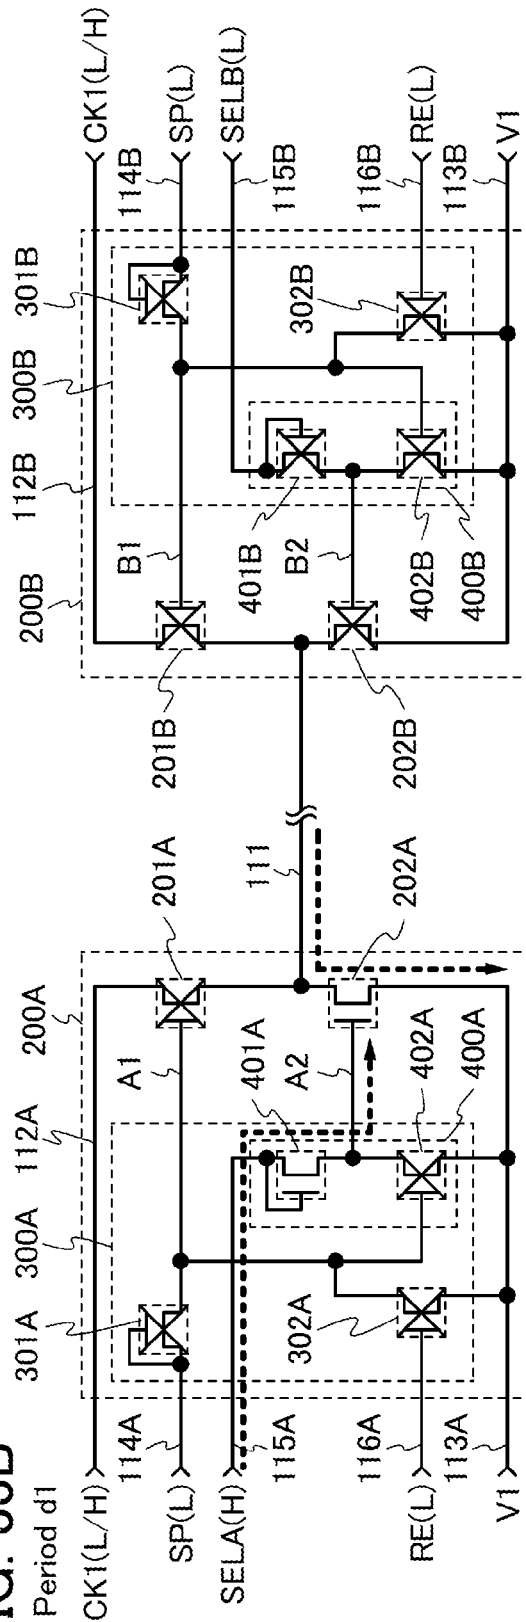 Period d1
301A 300A 112A 200A 200B 112B 300B 301B
CK1(L/H) CK1(L/H)
114A A1 201A 201B B1 114B
SP(L) SP(L)
SELA(H) 401A 111 401B SELB(L)
115A A2 B2 115B
302A 302B
202A 202B
116A 402A 402B 116B
RE(L) RE(L)
400A 400B
113A 113B
V1 V1